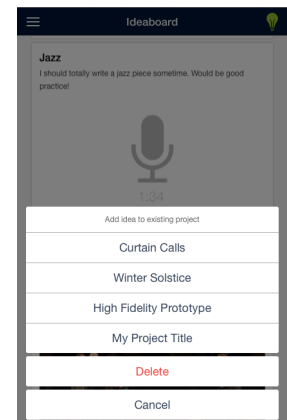 Ideaboard
Jazz
I should totally write a jazz piece sometime. Would be good
practice!
1:34
Add idea to existing project
Curtain Calls
Winter Solstice
High Fidelity Prototype
My Project Title
Delete
Cancel